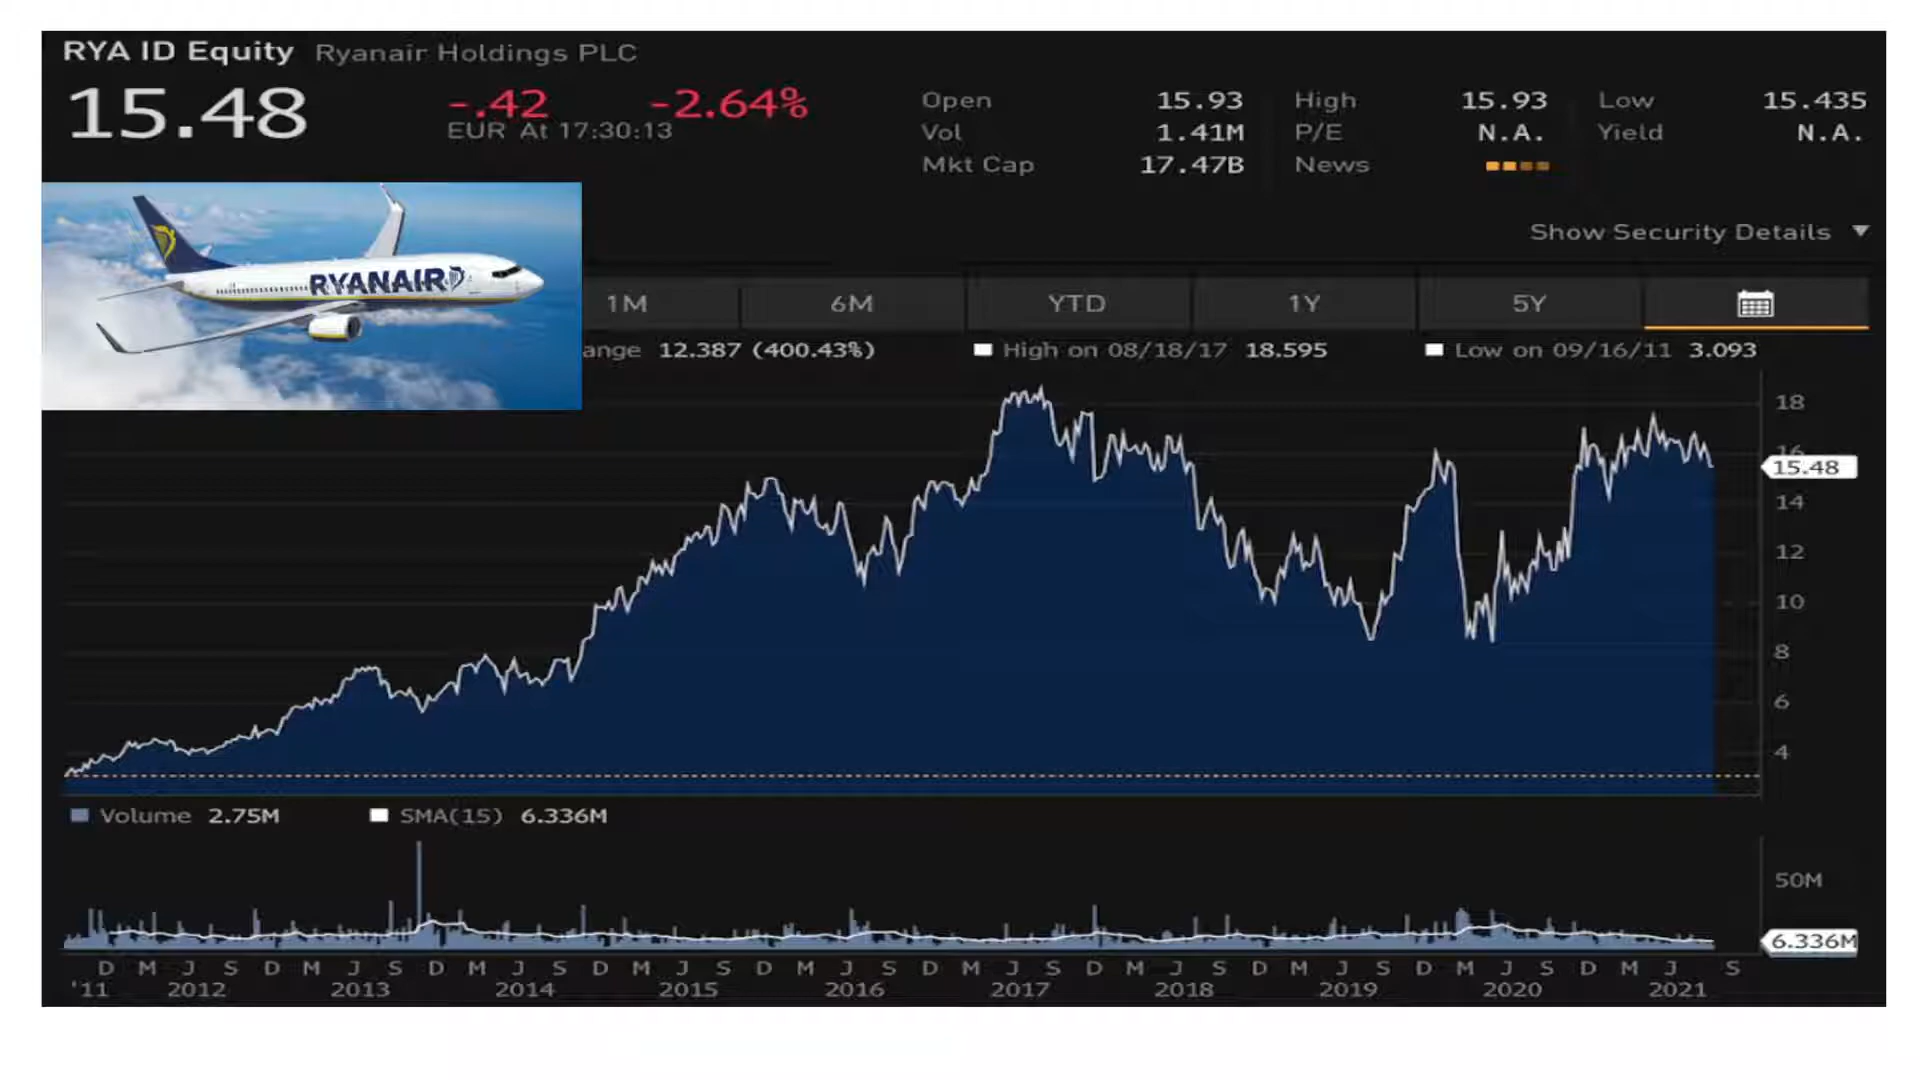 RYA ID Equity Ryanair Holdings PLC
15.48 -.42 -2.64%
EUR At 17:30:13
Open 15.93 High 15.93 Low 15.435
Vol 1.41M P/E N.A. Yield N.A.
Mkt Cap 17.47B News
Show Security Details
RYANAIR
1M 6M YTD 1Y 5Y
ange 12.387 (400.43%) High on 08/18/17 18.595 Low on 09/16/11 3.093
18
16
15.48
14
12
10
8
6
4
Volume 2.75M SMA(15) 6.336M
50M
6.336M
D M J S D M J S D M J S D M J S D M J S D M J S D M J S D M J S D M J S D M J S
'11 2012 2013 2014 2015 2016 2017 2018 2019 2020 2021